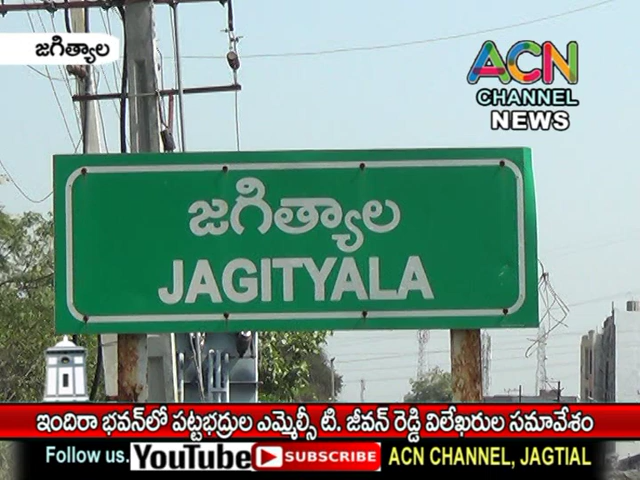 జగిత్యాల
ACN
CHANNEL
NEWS
జగిత్యాల
JAGITYALA
ఇందిరా భవన్‌లో పట్టభద్రుల ఎమ్మెల్సీ టి. జీవన్ రెడ్డి విలేఖరుల సమావేశం
Follow us. YouTube SUBSCRIBE ACN CHANNEL, JAGTIAL